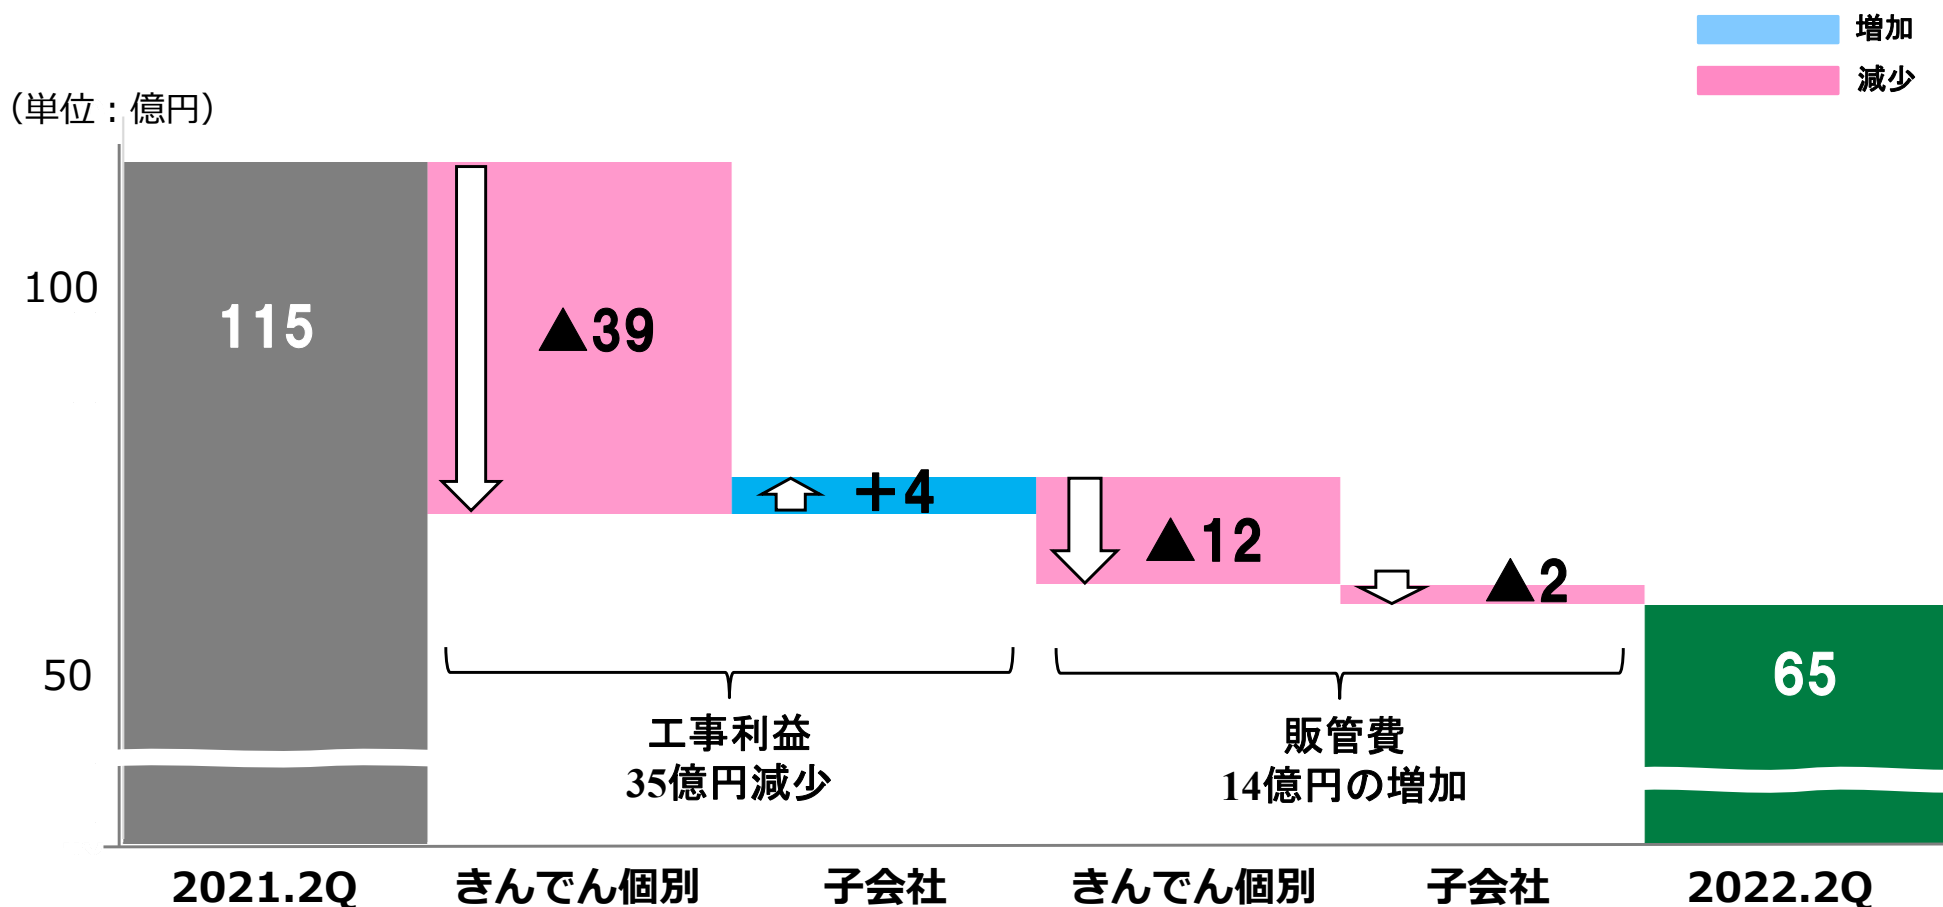 増加
減少
（単位：億円）
100
50
115
▲39
＋4
▲12
▲2
65
工事利益
35億円減少
販管費
14億円の増加
2021.2Q
きんでん個別
子会社
きんでん個別
子会社
2022.2Q